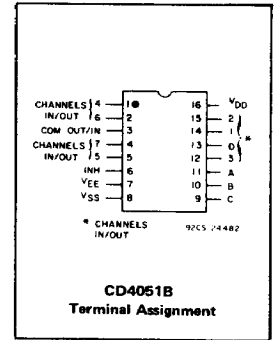 CHANNELS IN/OUT { 4 — 1
6 — 2
COM OUT/IN — 3
CHANNELS IN/OUT { 7 — 4
5 — 5
INH — 6
VEE — 7
VSS — 8
16 — VDD
15 — 2
14 — 1
13 — 0
12 — 3
*
11 — A
10 — B
9 — C
* CHANNELS
IN/OUT
92CS-24482
CD4051B
Terminal Assignment